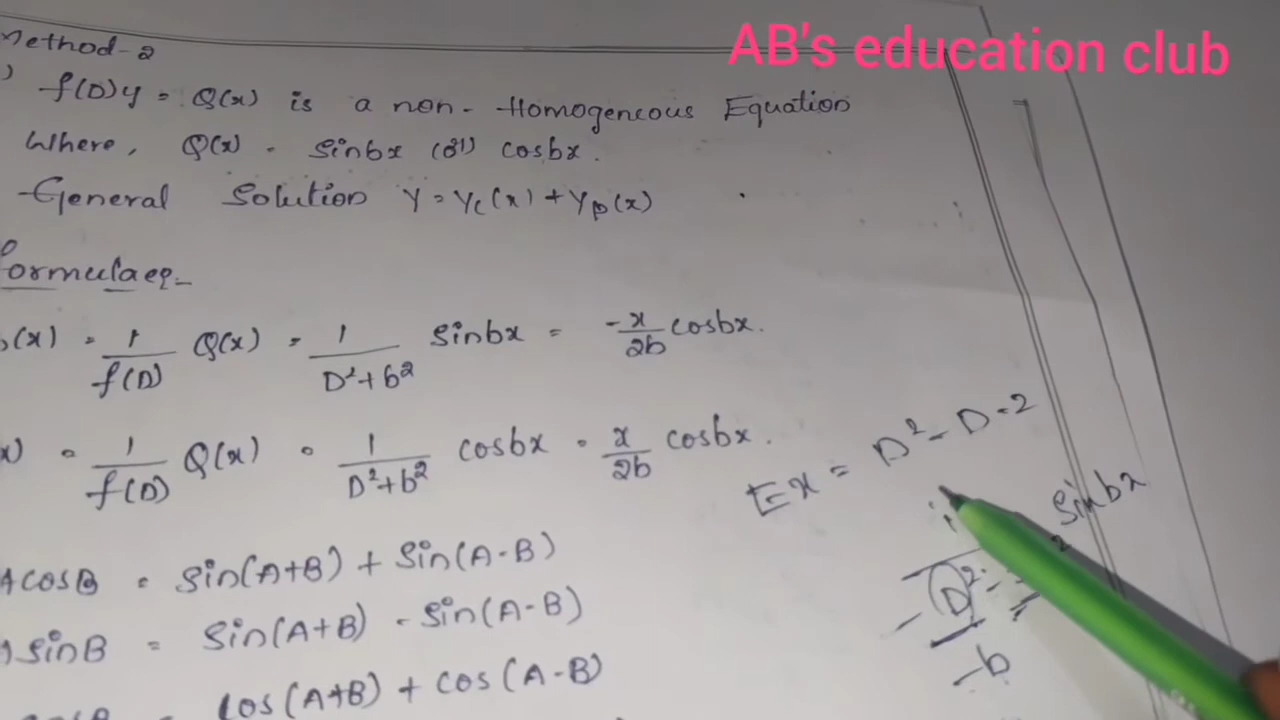 AB's education club
Method-2
) f(D)y = Q(x) is a non-Homogeneous Equation
Where, Q(x) = Sinbx (or) cosbx.
General Solution Y = Yc(x) + Yp(x)
ormulae:-
(x) = 1/f(D) Q(x) = 1/D²+b² Sinbx = -x/2b cosbx.
x) = 1/f(D) Q(x) = 1/D²+b² cosbx = x/2b cosbx.
Ex = D²-D-2
Sinbx
D²-
-b
AcosB = Sin(A+B) + Sin(A-B)
SinB = Sin(A+B) - Sin(A-B)
cos(A+B) + cos(A-B)